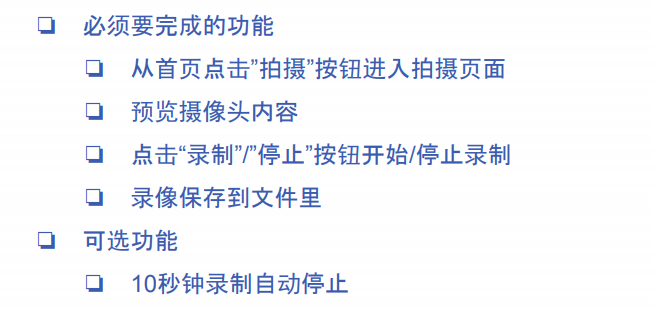 必须要完成的功能
从首页点击”拍摄”按钮进入拍摄页面
预览摄像头内容
点击“录制”/”停止”按钮开始/停止录制
录像保存到文件里
可选功能
10秒钟录制自动停止